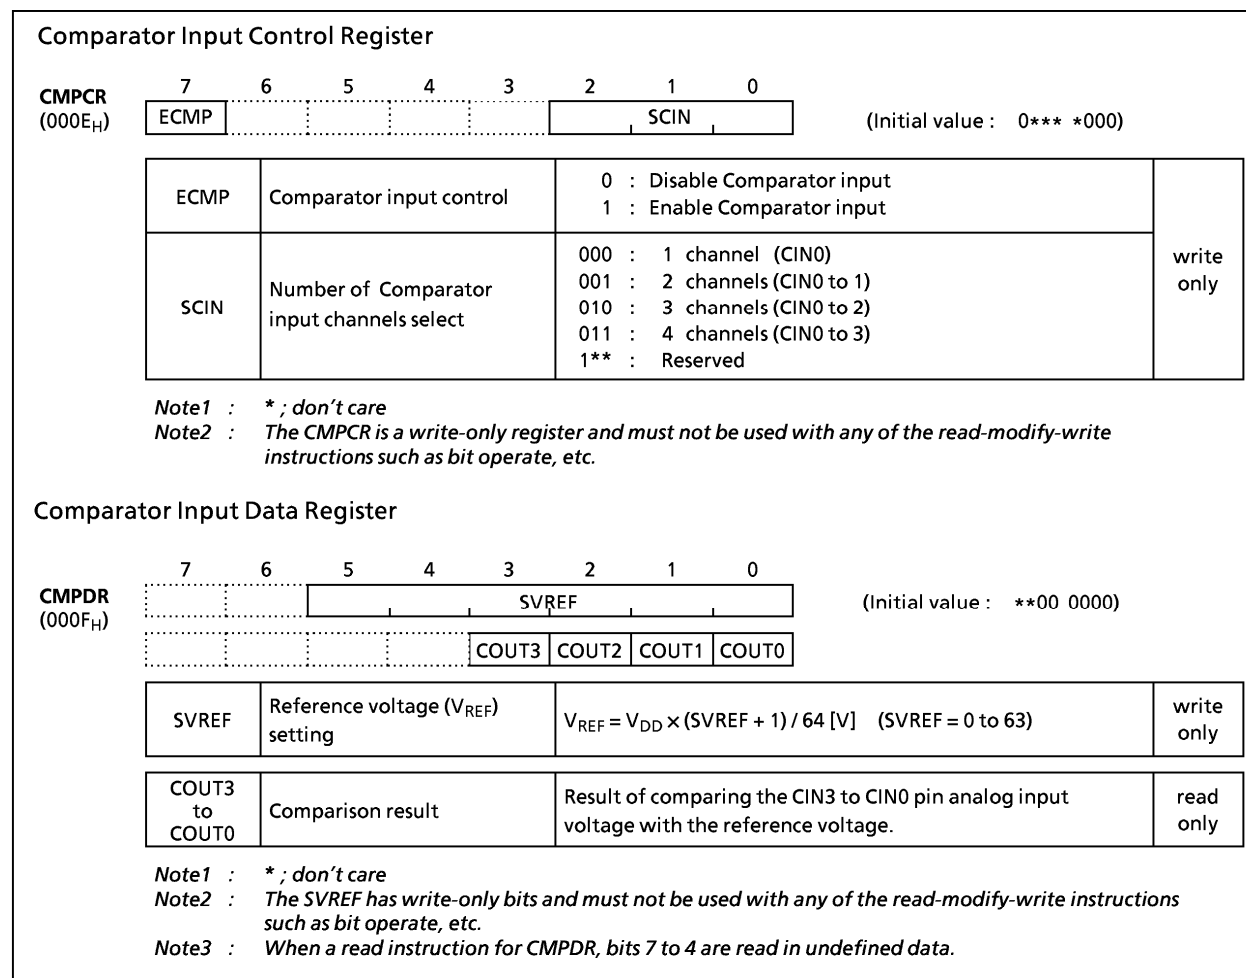 Comparator Input Control Register
7 6 5 4 3 2 1 0
CMPCR
(000EH)
ECMP SCIN
(Initial value : 0*** *000)
ECMP
Comparator input control
0 : Disable Comparator input
1 : Enable Comparator input
SCIN
Number of Comparator
input channels select
000 : 1 channel (CIN0)
001 : 2 channels (CIN0 to 1)
010 : 3 channels (CIN0 to 2)
011 : 4 channels (CIN0 to 3)
1** : Reserved
write
only
Note1 : * ; don't care
Note2 : The CMPCR is a write-only register and must not be used with any of the read-modify-write
instructions such as bit operate, etc.
Comparator Input Data Register
7 6 5 4 3 2 1 0
CMPDR
(000FH)
SVREF
(Initial value : **00 0000)
COUT3 COUT2 COUT1 COUT0
SVREF
Reference voltage (VREF)
setting
VREF = VDD × (SVREF + 1) / 64 [V] (SVREF = 0 to 63)
write
only
COUT3
to
COUT0
Comparison result
Result of comparing the CIN3 to CIN0 pin analog input
voltage with the reference voltage.
read
only
Note1 : * ; don't care
Note2 : The SVREF has write-only bits and must not be used with any of the read-modify-write instructions
such as bit operate, etc.
Note3 : When a read instruction for CMPDR, bits 7 to 4 are read in undefined data.